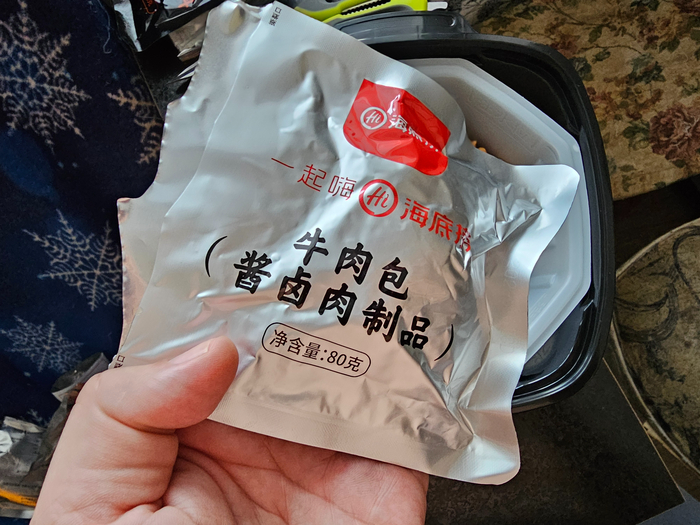 Hi 海底
一起嗨 Hi 海底捞
牛肉包
(酱卤肉制品)
净含量:80克